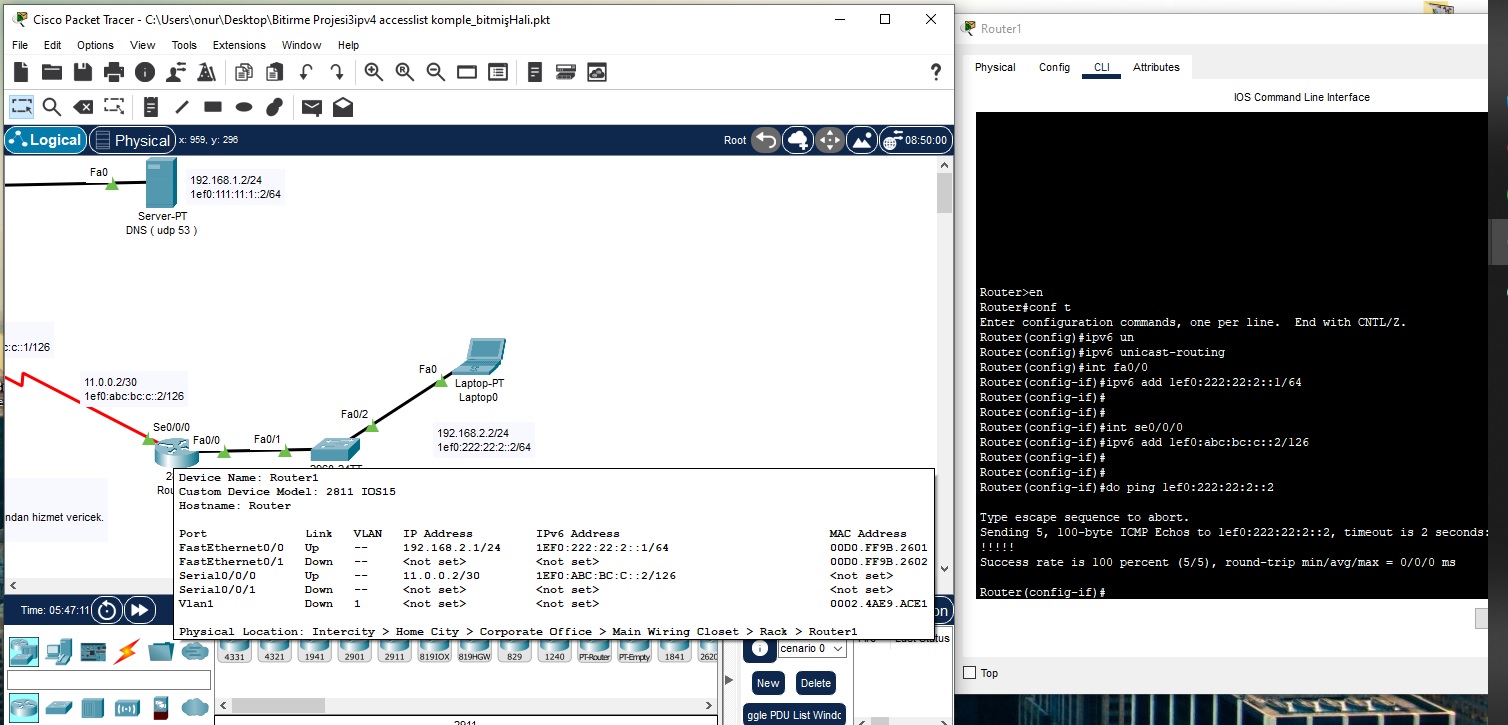 Cisco Packet Tracer - C:\Users\onur\Desktop\Bitirme Projesi3ipv4 accesslist komple_bitmişHali.pkt
File Edit Options View Tools Extensions Window Help
Logical Physical x: 959, y: 296 Root 08:50:00
Fa0
192.168.1.2/24
1ef0:111:11:1::2/64
Server-PT
DNS ( udp 53 )
c:c::1/126
11.0.0.2/30
1ef0:abc:bc:c::2/126
Se0/0/0
Fa0/0
Fa0/1
Fa0/2
Fa0
Laptop-PT
Laptop0
192.168.2.2/24
1ef0:222:22:2::2/64
2960-24TT
2
Rou
ndan hizmet vericek.
Device Name: Router1
Custom Device Model: 2811 IOS15
Hostname: Router
Port Link VLAN IP Address IPv6 Address MAC Address
FastEthernet0/0 Up -- 192.168.2.1/24 1EF0:222:22:2::1/64 00D0.FF9B.2601
FastEthernet0/1 Down -- <not set> <not set> 00D0.FF9B.2602
Serial0/0/0 Up -- 11.0.0.2/30 1EF0:ABC:BC:C::2/126 <not set>
Serial0/0/1 Down -- <not set> <not set> <not set>
Vlan1 Down 1 <not set> <not set> 0002.4AE9.ACE1
Physical Location: Intercity > Home City > Corporate Office > Main Wiring Closet > Rack > Router1
Time: 05:47:11
on
Last Status
4331 4321 1941 2901 2911 819IOX 819HGW 829 1240 PT-Router PT-Empty 1841 2620
2911
cenario 0
New Delete
ggle PDU List Windo
Router1
Physical Config CLI Attributes
IOS Command Line Interface
Router>en
Router#conf t
Enter configuration commands, one per line. End with CNTL/Z.
Router(config)#ipv6 un
Router(config)#ipv6 unicast-routing
Router(config)#int fa0/0
Router(config-if)#ipv6 add 1ef0:222:22:2::1/64
Router(config-if)#
Router(config-if)#
Router(config-if)#int se0/0/0
Router(config-if)#ipv6 add 1ef0:abc:bc:c::2/126
Router(config-if)#
Router(config-if)#
Router(config-if)#do ping 1ef0:222:22:2::2
Type escape sequence to abort.
Sending 5, 100-byte ICMP Echos to 1ef0:222:22:2::2, timeout is 2 seconds:
!!!!!
Success rate is 100 percent (5/5), round-trip min/avg/max = 0/0/0 ms
Router(config-if)#
Top